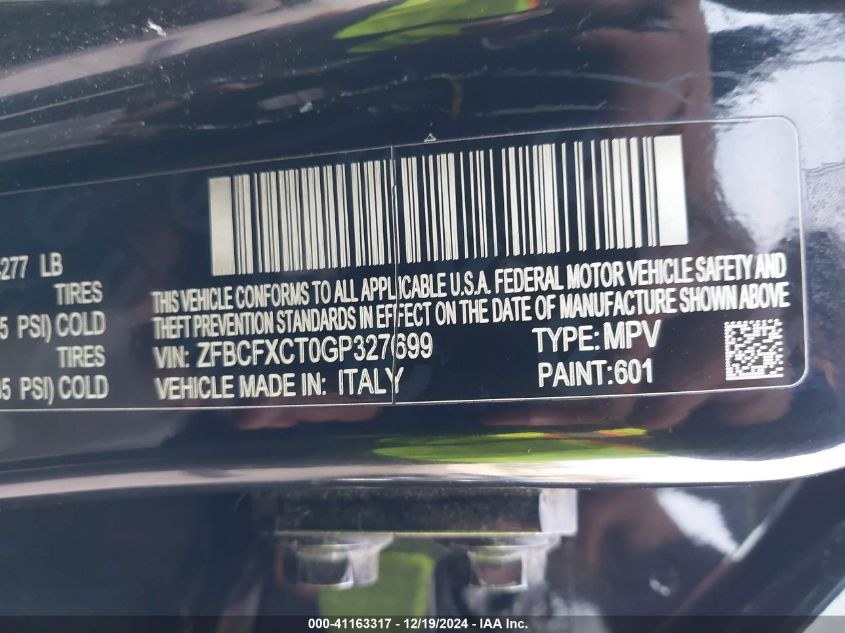 277 LB
TIRES
5 PSI) COLD
TIRES
5 PSI) COLD
THIS VEHICLE CONFORMS TO ALL APPLICABLE U.S.A. FEDERAL MOTOR VEHICLE SAFETY AND
THEFT PREVENTION STANDARDS IN EFFECT ON THE DATE OF MANUFACTURE SHOWN ABOVE
VIN: ZFBCFXCT0GP327699 TYPE: MPV
VEHICLE MADE IN: ITALY PAINT:601
000-41163317 - 12/19/2024 - IAA Inc.